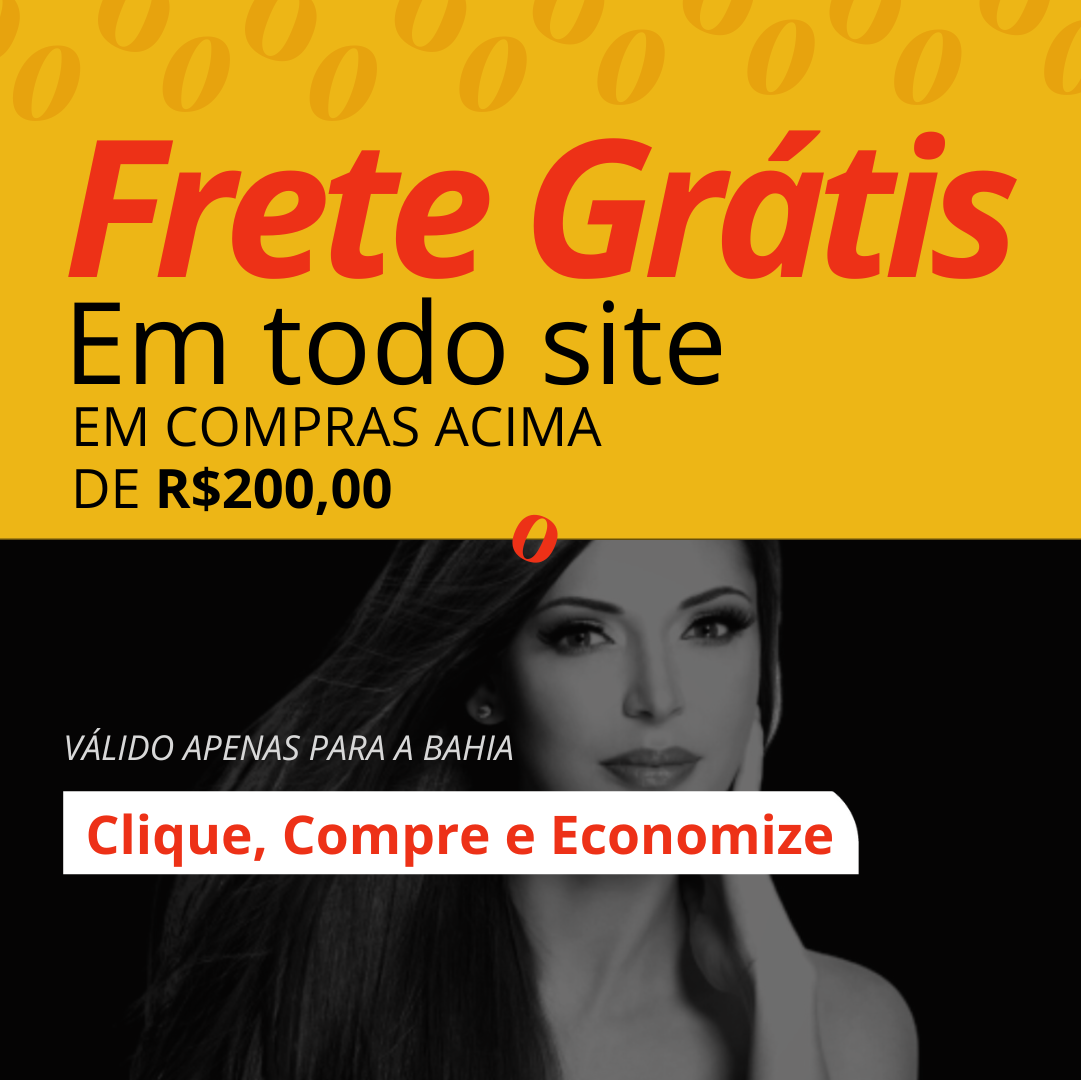 Frete Grátis
Em todo site
EM COMPRAS ACIMA
DE R$200,00
VÁLIDO APENAS PARA A BAHIA
Clique, Compre e Economize